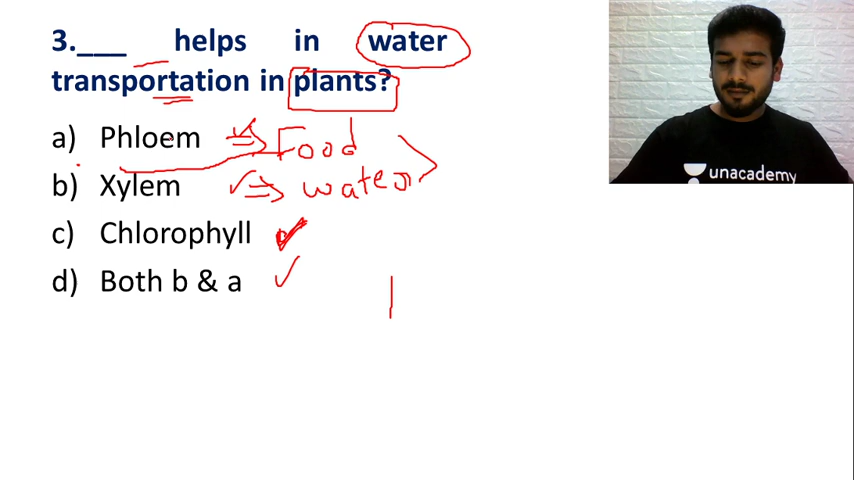 3.___ helps in water
transportation in plants?
a) Phloem ⇒ Food
b) Xylem ✓⇒ water
c) Chlorophyll ✓
d) Both b & a ✓
unacademy